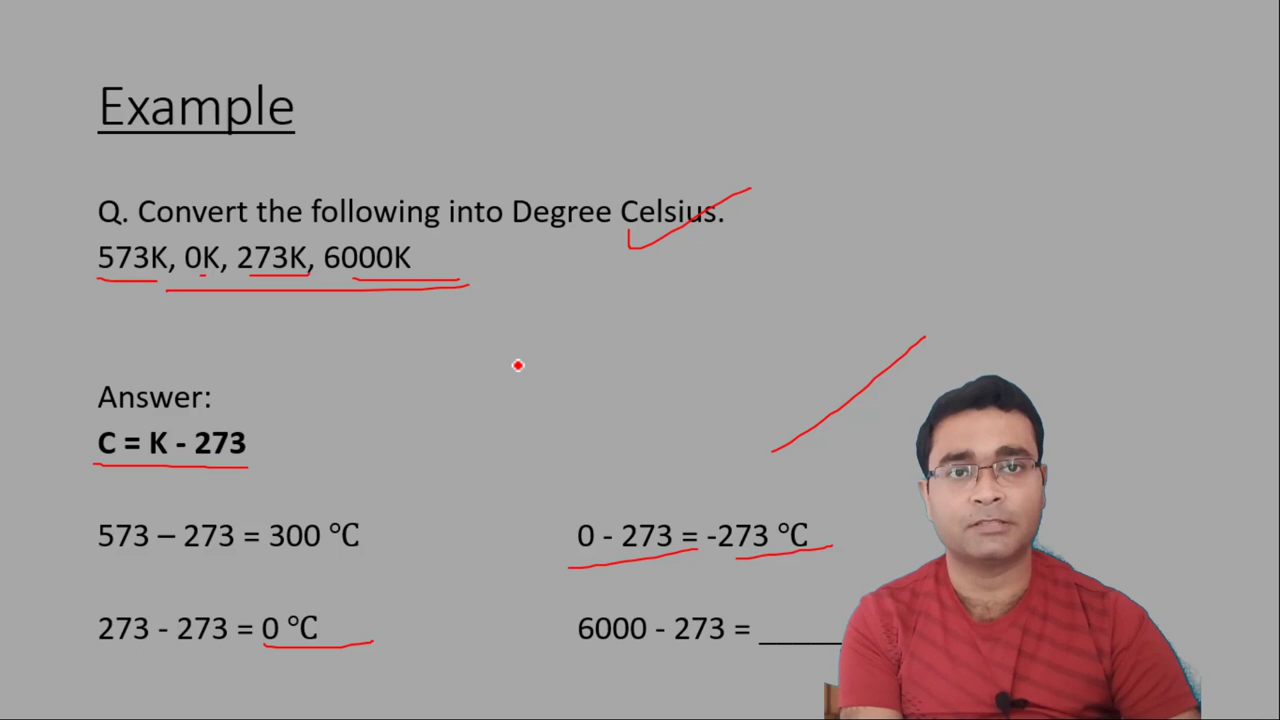 Example
Q. Convert the following into Degree Celsius.
573K, 0K, 273K, 6000K
Answer:
C = K - 273
573 – 273 = 300 ℃
0 - 273 = -273 ℃
273 - 273 = 0 ℃
6000 - 273 = _____